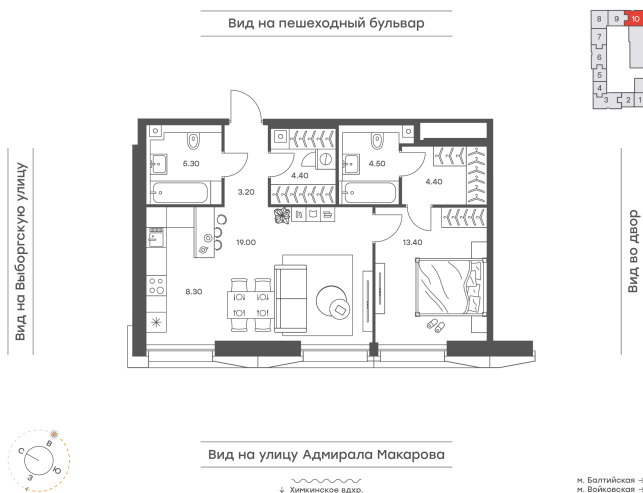 Вид на пешеходный бульвар
8 9 10
7
6
5
4
3 2 1
Вид на Выборгскую улицу
5.30
3.20
4.40
4.50
4.40
19.00
13.40
8.30
Вид во двор
Вид на улицу Адмирала Макарова
С В
З Ю
↓ Химкинское вдхр.
м. Балтийская
м. Войковская